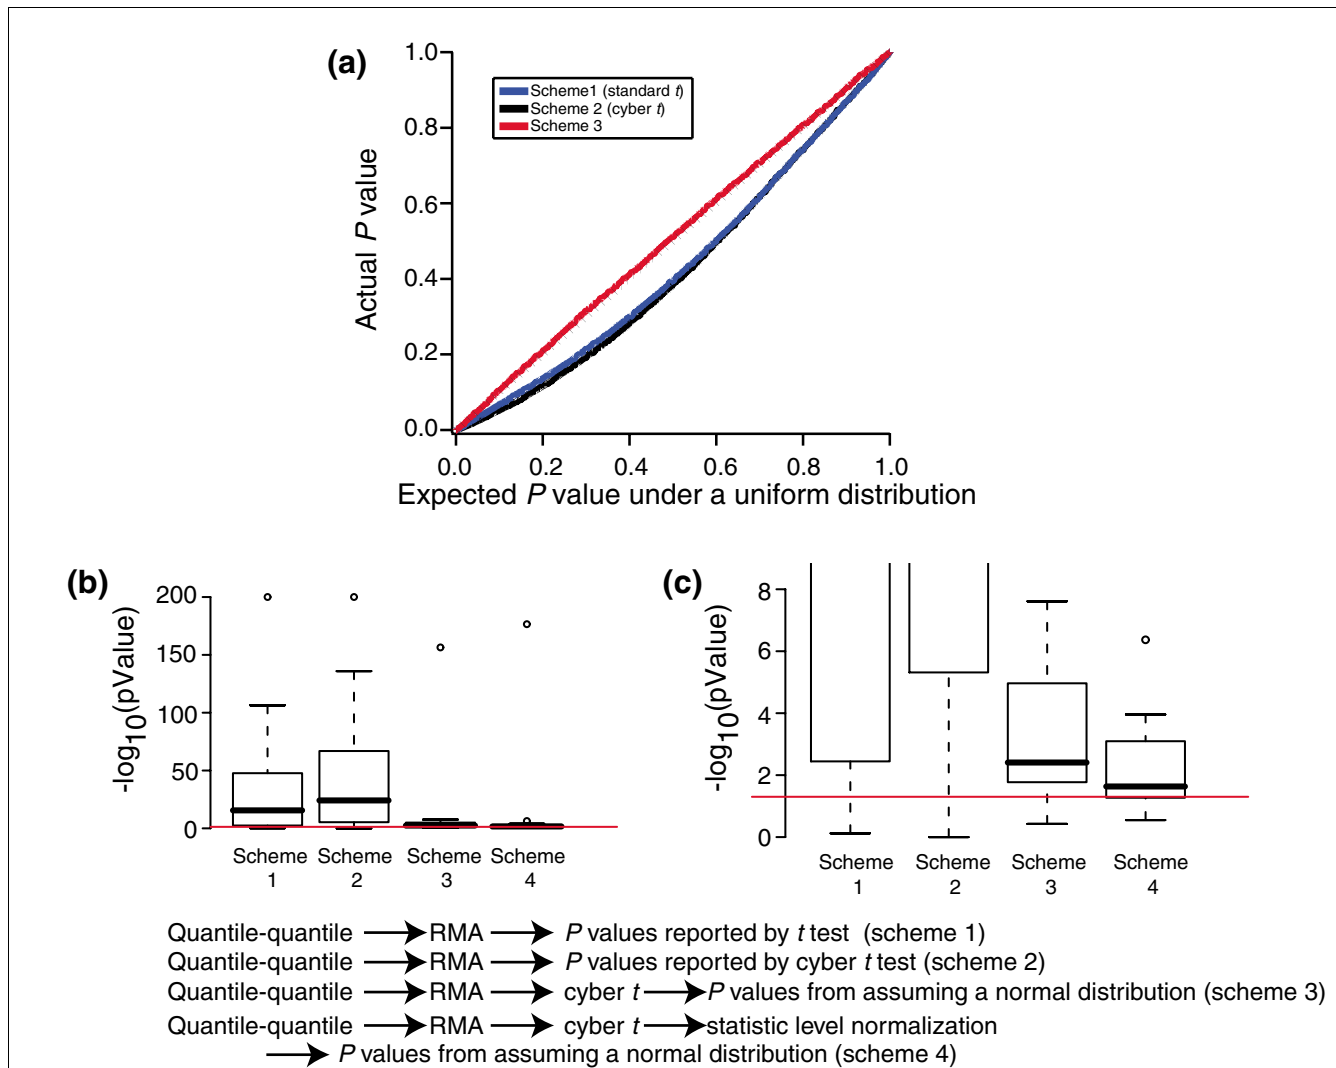 (a)
1.0
0.8
0.6
0.4
0.2
0.0
Actual P value
Scheme1 (standard t)
Scheme 2 (cyber t)
Scheme 3
0.0 0.2 0.4 0.6 0.8 1.0
Expected P value under a uniform distribution
(b)
200
150
100
50
0
-log10(pValue)
Scheme 1
Scheme 2
Scheme 3
Scheme 4
(c)
8
6
4
2
0
-log10(pValue)
Scheme 1
Scheme 2
Scheme 3
Scheme 4
Quantile-quantile RMA P values reported by t test (scheme 1)
Quantile-quantile RMA P values reported by cyber t test (scheme 2)
Quantile-quantile RMA cyber t P values from assuming a normal distribution (scheme 3)
Quantile-quantile RMA cyber t statistic level normalization
P values from assuming a normal distribution (scheme 4)